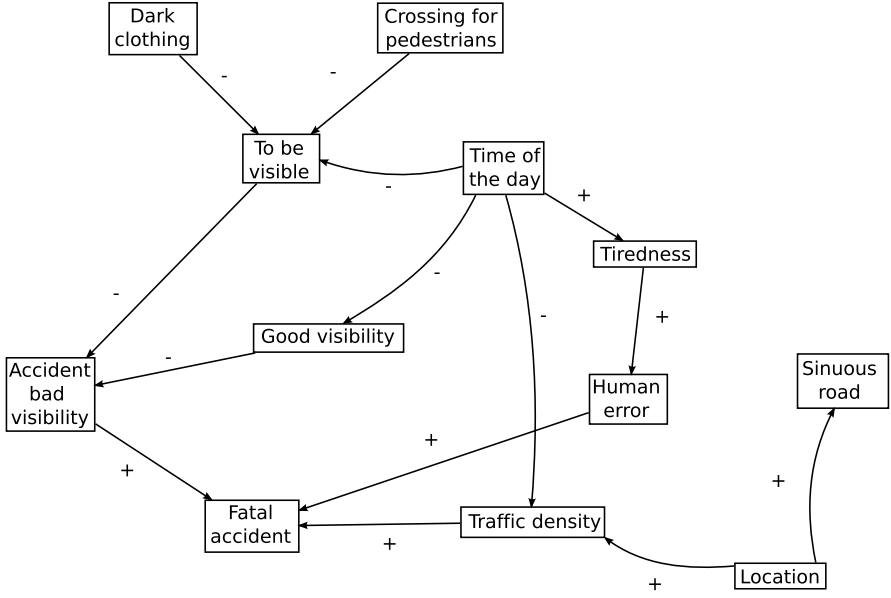 Dark
clothing
Crossing for
pedestrians
-
-
To be
visible
Time of
the day
-
+
Tiredness
-
-
-
+
Good visibility
-
Accident
bad
visibility
Human
error
Sinuous
road
+
+
+
Fatal
accident
Traffic density
+
Location
+